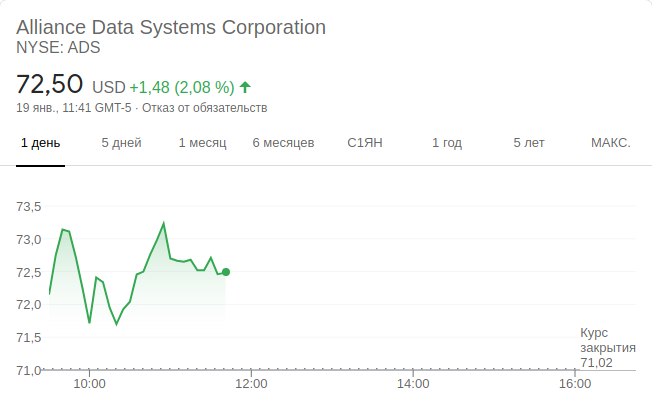 Alliance Data Systems Corporation
NYSE: ADS
72,50 USD +1,48 (2,08 %)
19 янв., 11:41 GMT-5 · Отказ от обязательств
1 день 5 дней 1 месяц 6 месяцев С1ЯН 1 год 5 лет МАКС.
73,5
73,0
72,5
72,0
71,5
71,0
Курс
закрытия
71,02
10:00 12:00 14:00 16:00